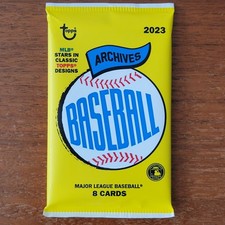 topps
2023
MLB®
STARS IN
CLASSIC
TOPPS®
DESIGNS
ARCHIVES
BASEBALL
MAJOR LEAGUE BASEBALL®
8 CARDS